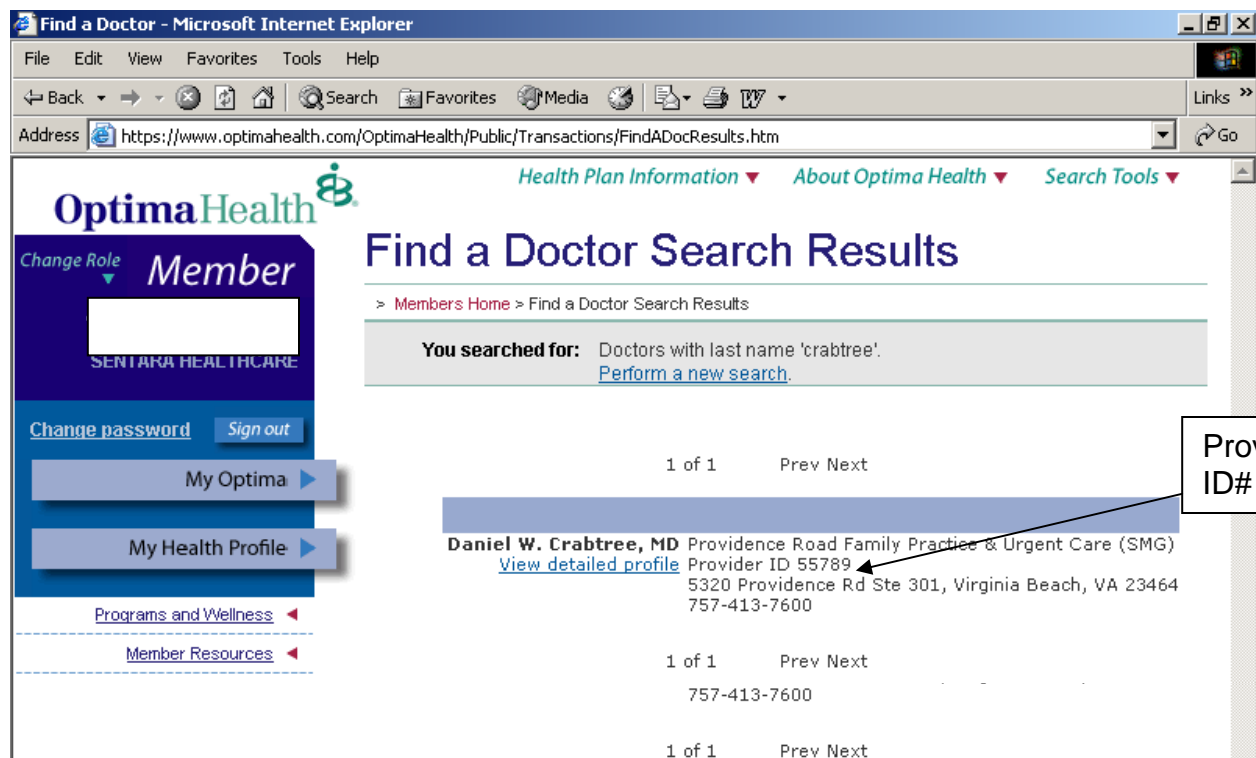 Find a Doctor - Microsoft Internet Explorer
File Edit View Favorites Tools Help
Back Search Favorites Media Links »
Address https://www.optimahealth.com/OptimaHealth/Public/Transactions/FindADocResults.htm Go
Health Plan Information About Optima Health Search Tools
OptimaHealth
Change Role
Member
SENTARA HEALTHCARE
Change password Sign out
My Optima
My Health Profile
Programs and Wellness
Member Resources
Find a Doctor Search Results
> Members Home > Find a Doctor Search Results
You searched for: Doctors with last name 'crabtree'.
Perform a new search.
1 of 1 Prev Next
Prov
ID#
Daniel W. Crabtree, MD Providence Road Family Practice & Urgent Care (SMG)
View detailed profile Provider ID 55789
5320 Providence Rd Ste 301, Virginia Beach, VA 23464
757-413-7600
1 of 1 Prev Next
757-413-7600
1 of 1 Prev Next